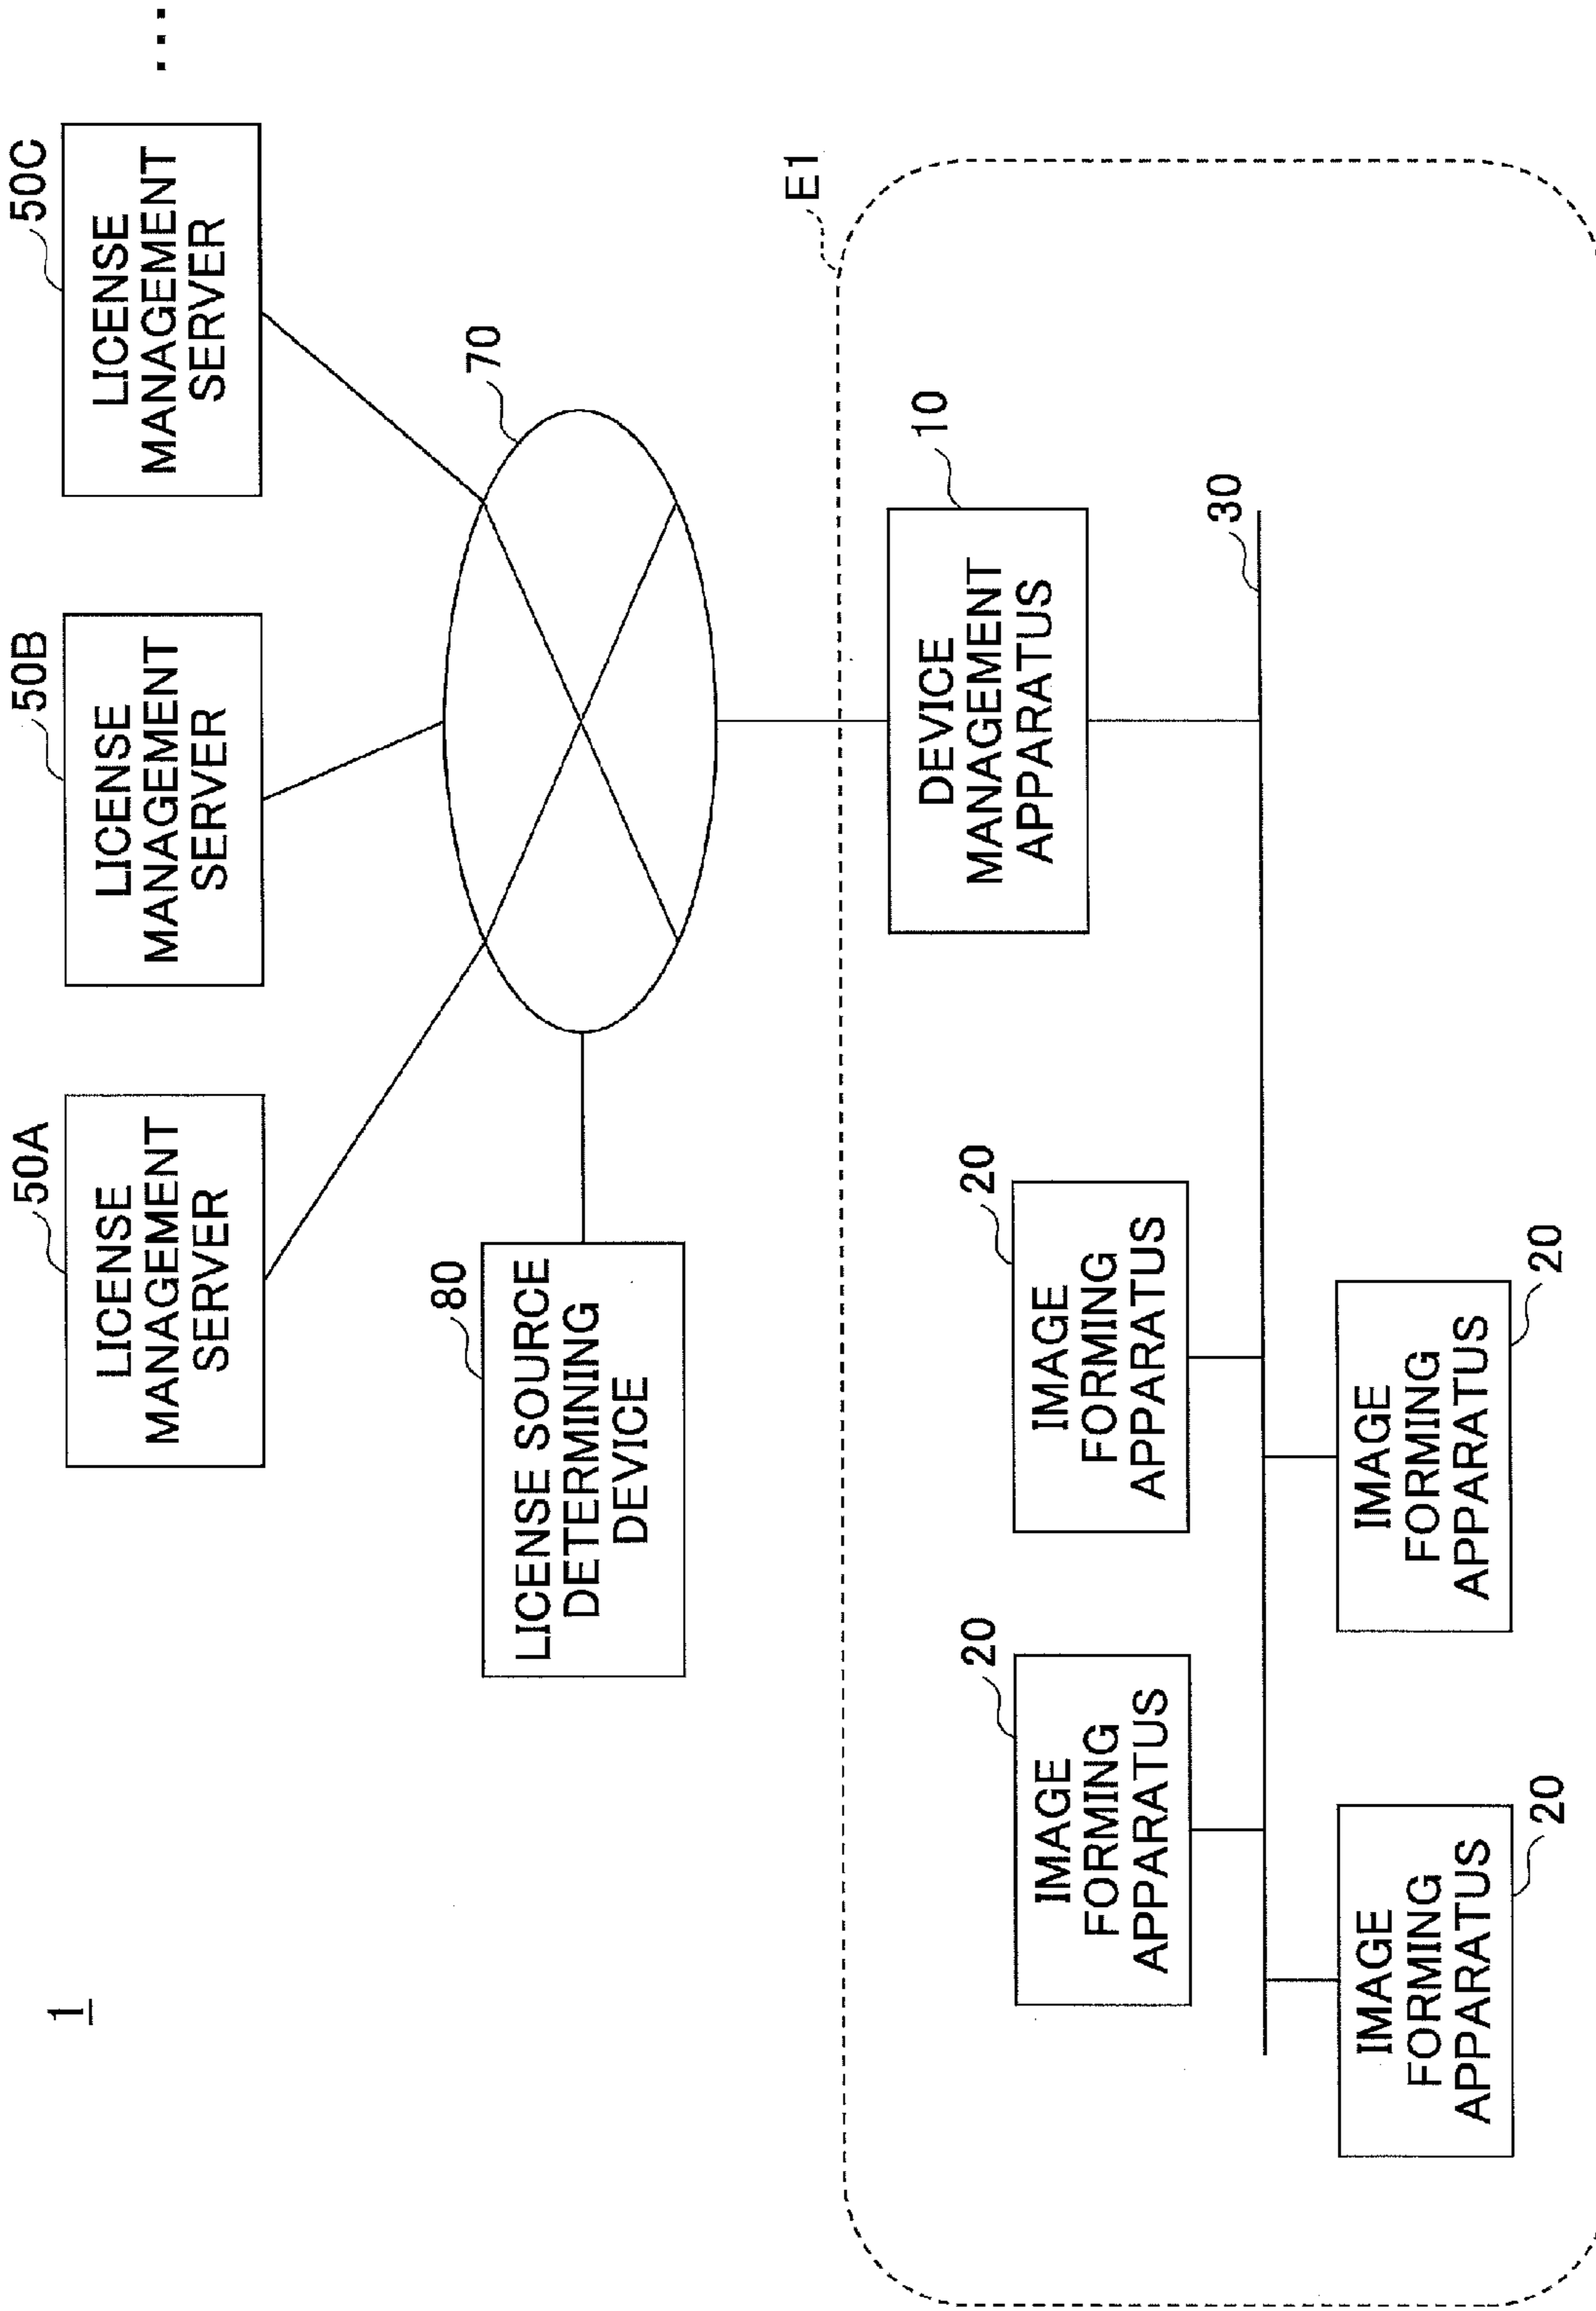 1
50A
LICENSE
MANAGEMENT
SERVER
50B
LICENSE
MANAGEMENT
SERVER
50C
LICENSE
MANAGEMENT
SERVER
...
80
LICENSE SOURCE
DETERMINING
DEVICE
70
E1
20
IMAGE
FORMING
APPARATUS
20
IMAGE
FORMING
APPARATUS
10
DEVICE
MANAGEMENT
APPARATUS
30
IMAGE
FORMING
APPARATUS
20
IMAGE
FORMING
APPARATUS
20